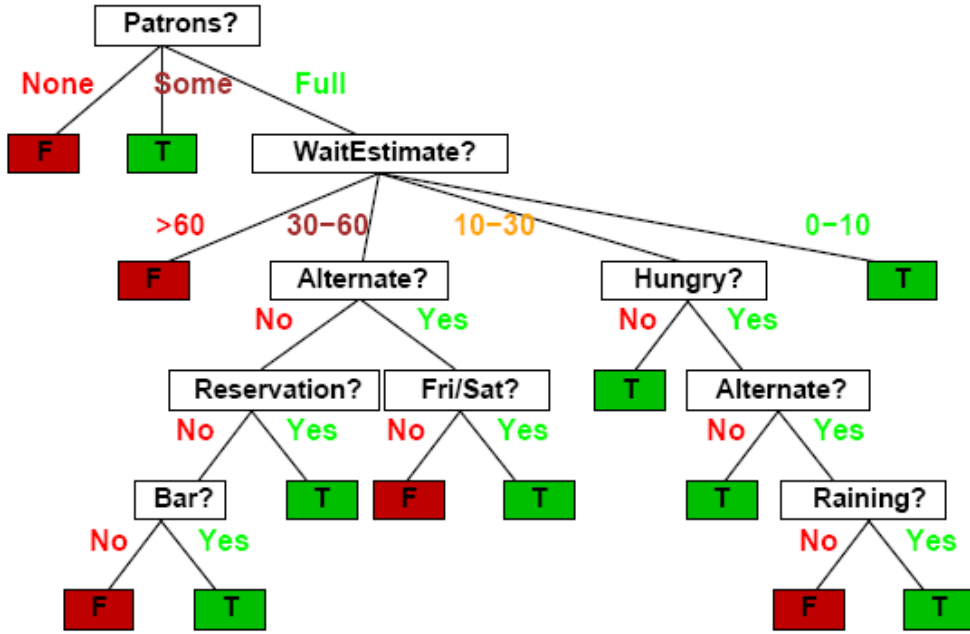 Patrons?
None Some Full
F T WaitEstimate?
>60 30−60 10−30 0−10
F Alternate? Hungry? T
No Yes No Yes
Reservation? Fri/Sat? T Alternate?
No Yes No Yes No Yes
Bar? T F T T Raining?
No Yes No Yes
F T F T